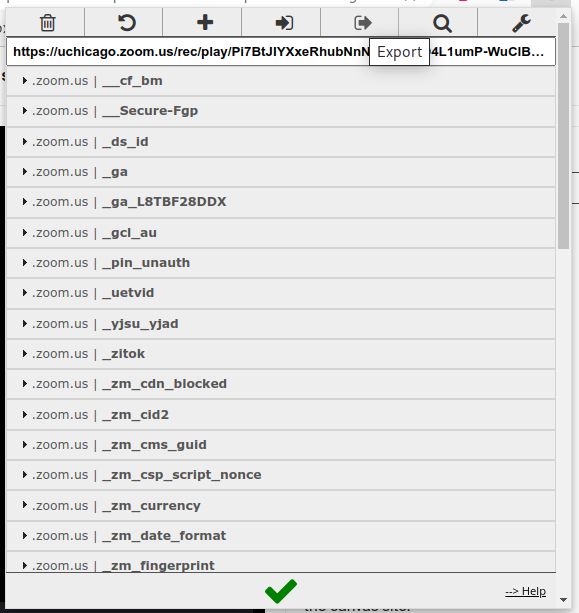 https://uchicago.zoom.us/rec/play/ 4L1umP-WuCIB...
Export
.zoom.us | ___cf_bm
.zoom.us | ___Secure-Fgp
.zoom.us | _ds_id
.zoom.us | _ga
.zoom.us | _ga_L8TBF28DDX
.zoom.us | _gcl_au
.zoom.us | _pin_unauth
.zoom.us | _uetvid
.zoom.us | _yjsu_yjad
.zoom.us | _zitok
.zoom.us | _zm_cdn_blocked
.zoom.us | _zm_cid2
.zoom.us | _zm_cms_guid
.zoom.us | _zm_csp_script_nonce
.zoom.us | _zm_currency
.zoom.us | _zm_date_format
.zoom.us | _zm_fingerprint
--> Help